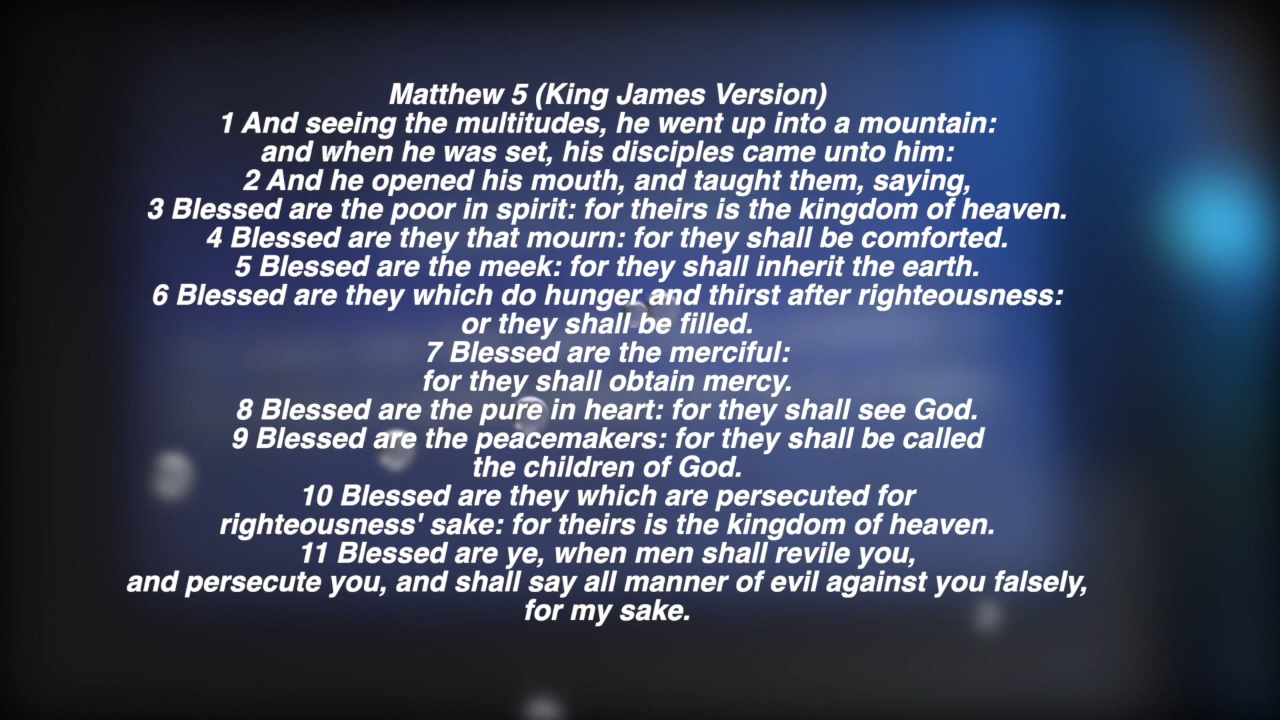 Matthew 5 (King James Version)
1 And seeing the multitudes, he went up into a mountain:
and when he was set, his disciples came unto him:
2 And he opened his mouth, and taught them, saying,
3 Blessed are the poor in spirit: for theirs is the kingdom of heaven.
4 Blessed are they that mourn: for they shall be comforted.
5 Blessed are the meek: for they shall inherit the earth.
6 Blessed are they which do hunger and thirst after righteousness:
or they shall be filled.
7 Blessed are the merciful:
for they shall obtain mercy.
8 Blessed are the pure in heart: for they shall see God.
9 Blessed are the peacemakers: for they shall be called
the children of God.
10 Blessed are they which are persecuted for
righteousness' sake: for theirs is the kingdom of heaven.
11 Blessed are ye, when men shall revile you,
and persecute you, and shall say all manner of evil against you falsely,
for my sake.